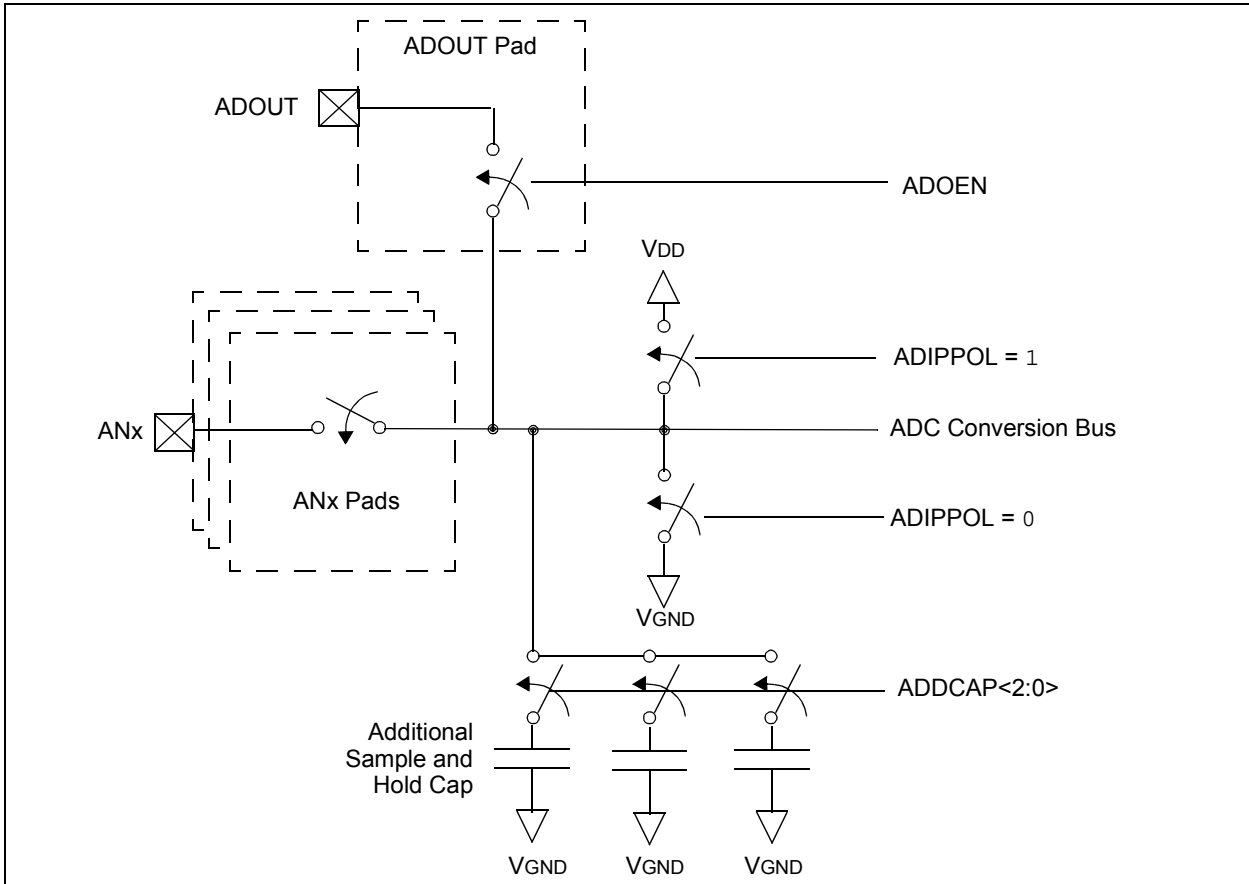 ADOUT Pad
ADOUT
ADOEN
VDD
ADIPPOL = 1
ANx
ADC Conversion Bus
ANx Pads
ADIPPOL = 0
VGND
ADDCAP<2:0>
Additional
Sample and
Hold Cap
VGND
VGND
VGND